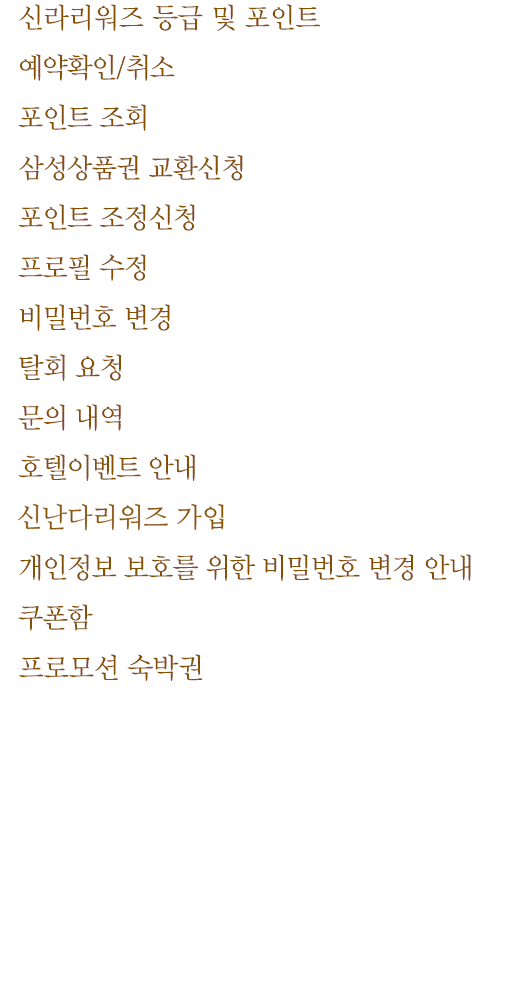 신라리워즈 등급 및 포인트
예약확인/취소
포인트 조회
삼성상품권 교환신청
포인트 조정신청
프로필 수정
비밀번호 변경
탈회 요청
문의 내역
호텔이벤트 안내
신난다리워즈 가입
개인정보 보호를 위한 비밀번호 변경 안내
쿠폰함
프로모션 숙박권